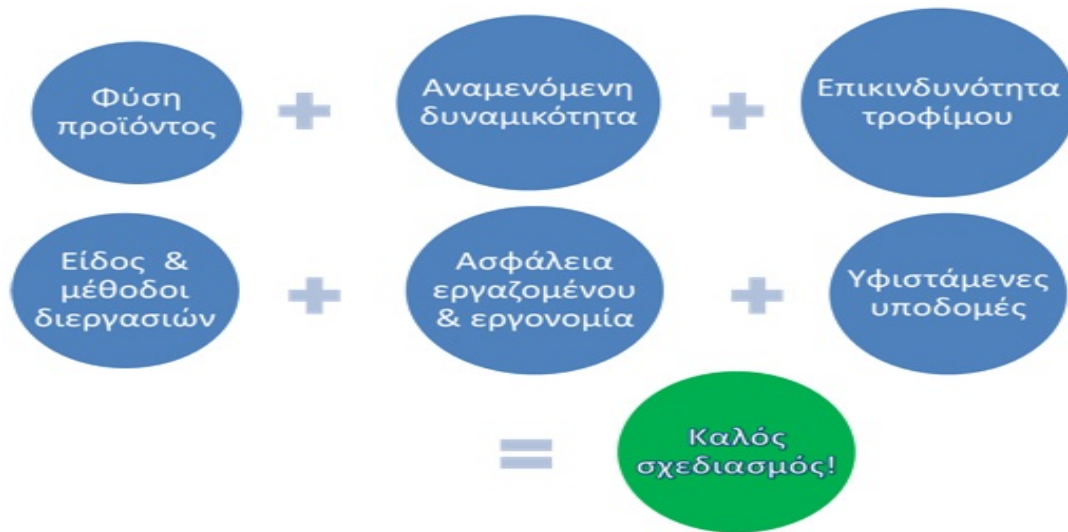 Φύση
προϊόντος
+
Αναμενόμενη
δυναμικότητα
+
Επικινδυνότητα
τροφίμου
Είδος &
μέθοδοι
διεργασιών
+
Ασφάλεια
εργαζομένου
& εργονομία
+
Υφιστάμενες
υποδομές
=
Καλός
σχεδιασμός!